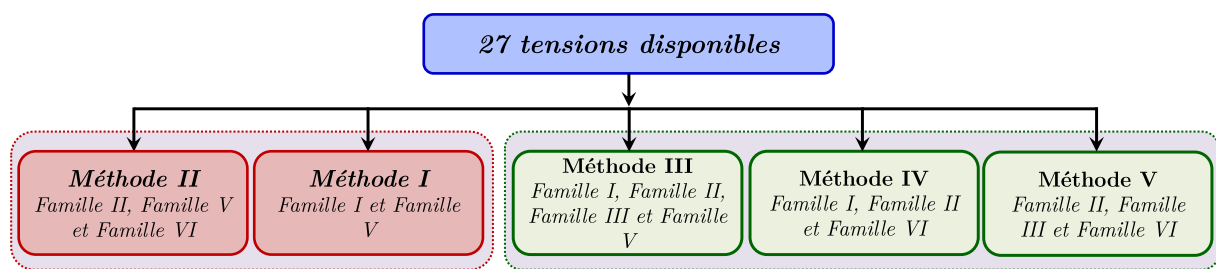 27 tensions disponibles
Méthode II
Famille II, Famille V
et Famille VI
Méthode I
Famille I et Famille
V
Méthode III
Famille I, Famille II,
Famille III et Famille
V
Méthode IV
Famille I, Famille II
et Famille VI
Méthode V
Famille II, Famille
III et Famille VI